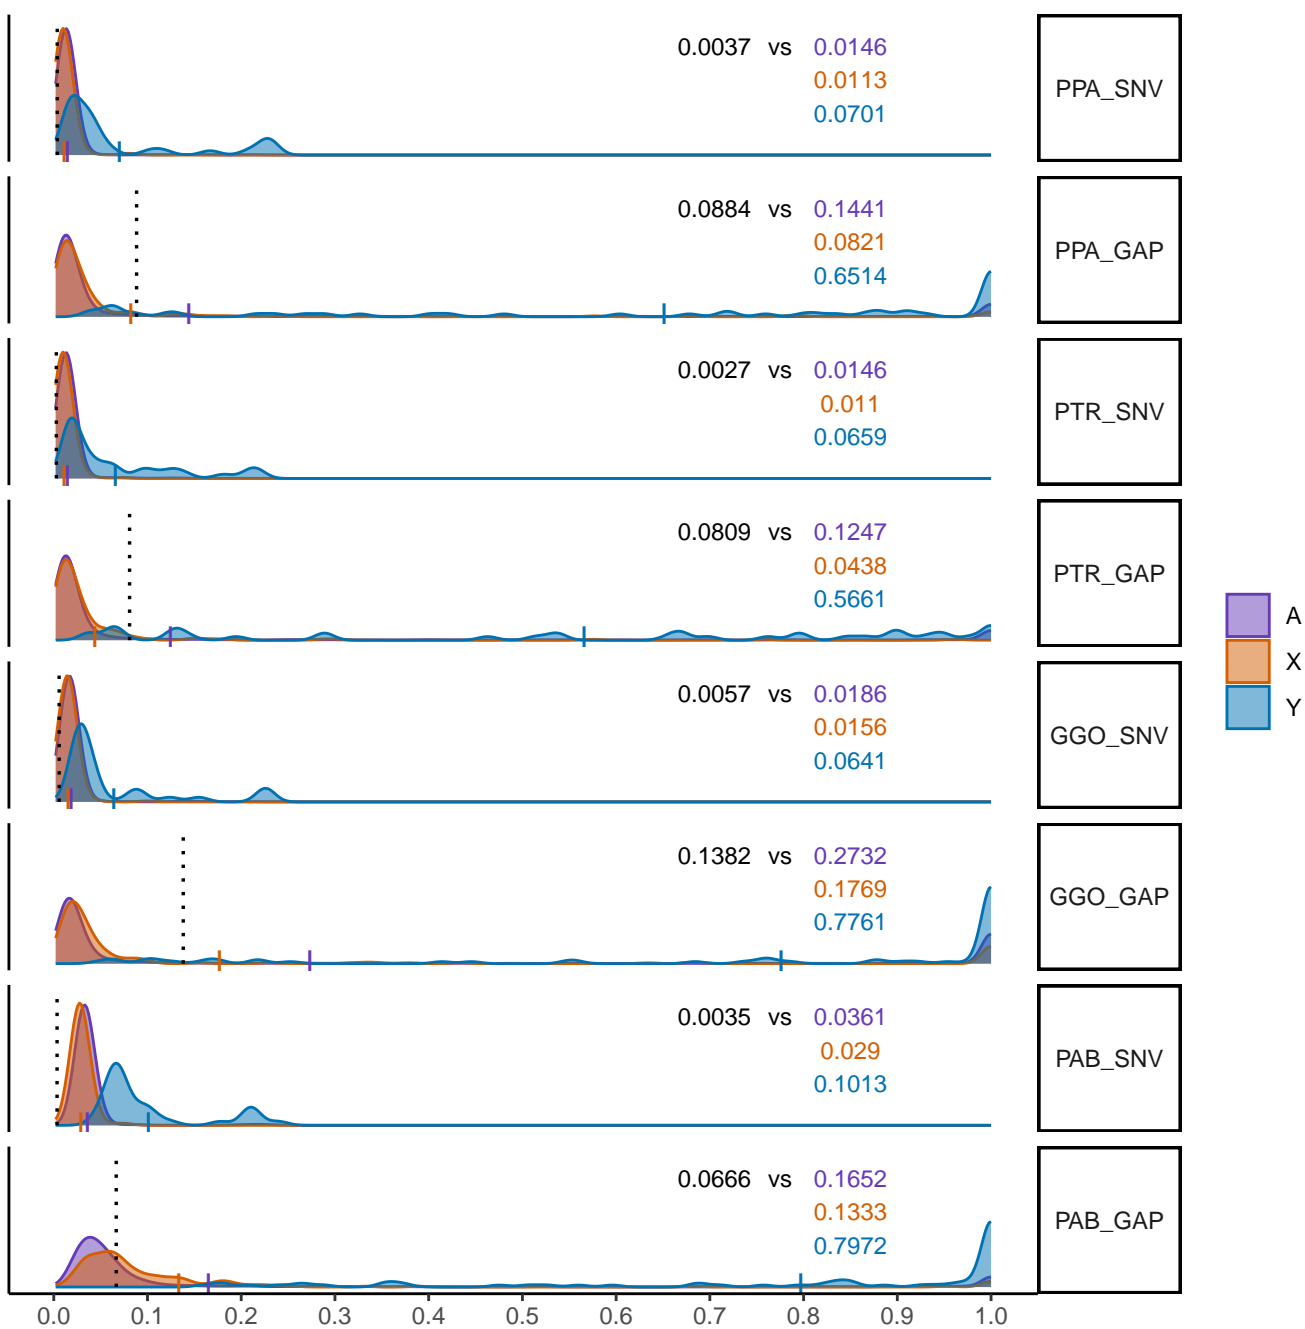 0.0037 vs 0.0146
0.0113
0.0701
PPA_SNV
0.0884 vs 0.1441
0.0821
0.6514
PPA_GAP
0.0027 vs 0.0146
0.011
0.0659
PTR_SNV
0.0809 vs 0.1247
0.0438
0.5661
PTR_GAP
0.0057 vs 0.0186
0.0156
0.0641
GGO_SNV
0.1382 vs 0.2732
0.1769
0.7761
GGO_GAP
0.0035 vs 0.0361
0.029
0.1013
PAB_SNV
0.0666 vs 0.1652
0.1333
0.7972
PAB_GAP
0.0 0.1 0.2 0.3 0.4 0.5 0.6 0.7 0.8 0.9 1.0
A
X
Y